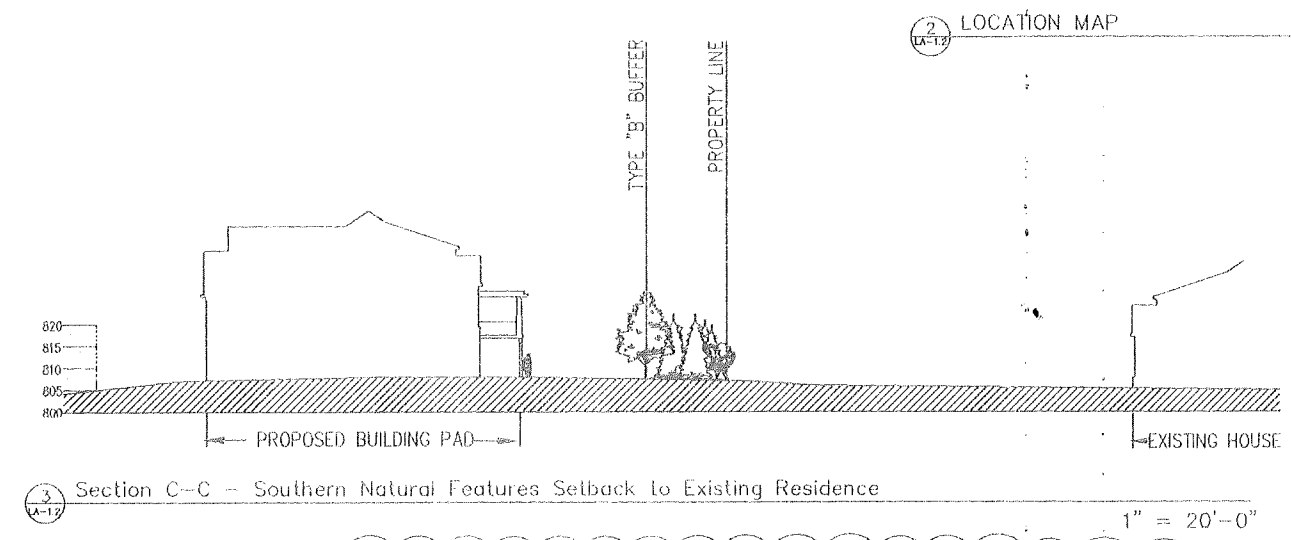 2
LA-1.2
LOCATION MAP
TYPE "B" BUFFER
PROPERTY LINE
820
815
810
805
800
PROPOSED BUILDING PAD
EXISTING HOUSE
3
LA-1.2
Section C-C - Southern Natural Features Setback to Existing Residence
1" = 20'-0"